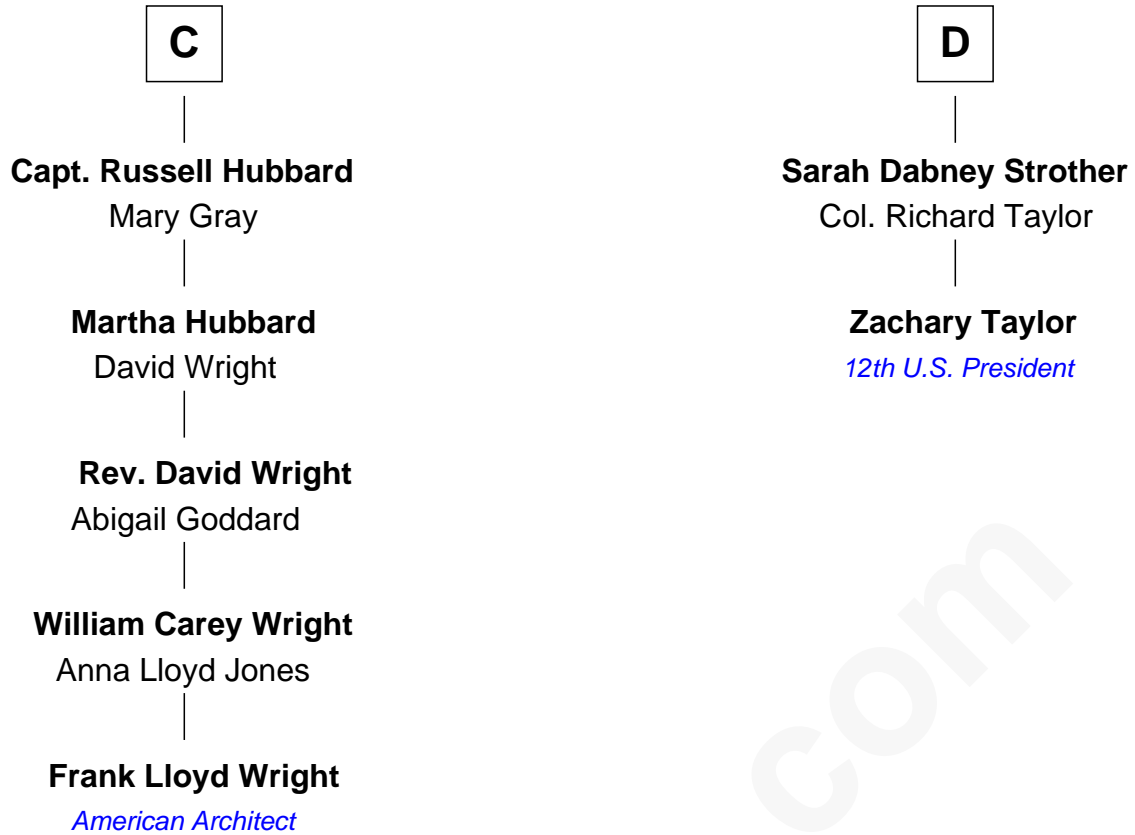 C
Capt. Russell Hubbard
Mary Gray
Martha Hubbard
David Wright
Rev. David Wright
Abigail Goddard
William Carey Wright
Anna Lloyd Jones
Frank Lloyd Wright
American Architect
D
Sarah Dabney Strother
Col. Richard Taylor
Zachary Taylor
12th U.S. President
com